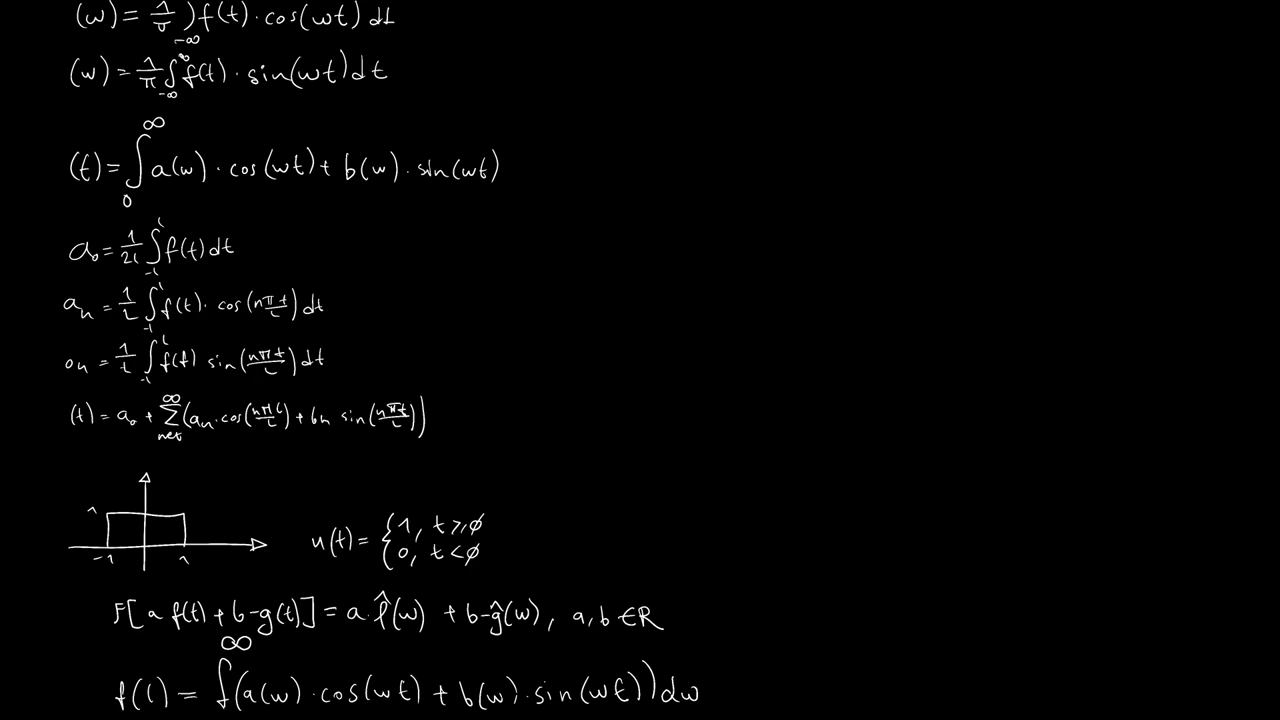 (w) = 1/π ∫_{-∞} f(t) · cos(wt) dt
(w) = 1/π ∫_{-∞}^{∞} f(t) · sin(wt) dt
(t) = ∫_0^∞ a(w) · cos(wt) + b(w) · sin(wt)
a₀ = 1/2L ∫_{-L}^{L} f(t) dt
aₙ = 1/L ∫_{-L}^{L} f(t) · cos(nπt/L) dt
bₙ = 1/L ∫_{-L}^{L} f(t) sin(nπt/L) dt
(t) = a₀ + ∑^∞ (aₙ · cos(nπt/L) + bₙ sin(nπt/L))
1
-1 1
u(t) = { 1, t ≥ 0
0, t < 0
F[a f(t) + b-g(t)] = a · f̂(w) + b-ĝ(w), a, b ∈ R
f(t) = ∫^∞ (a(w) · cos(wt) + b(w) · sin(wt)) dw